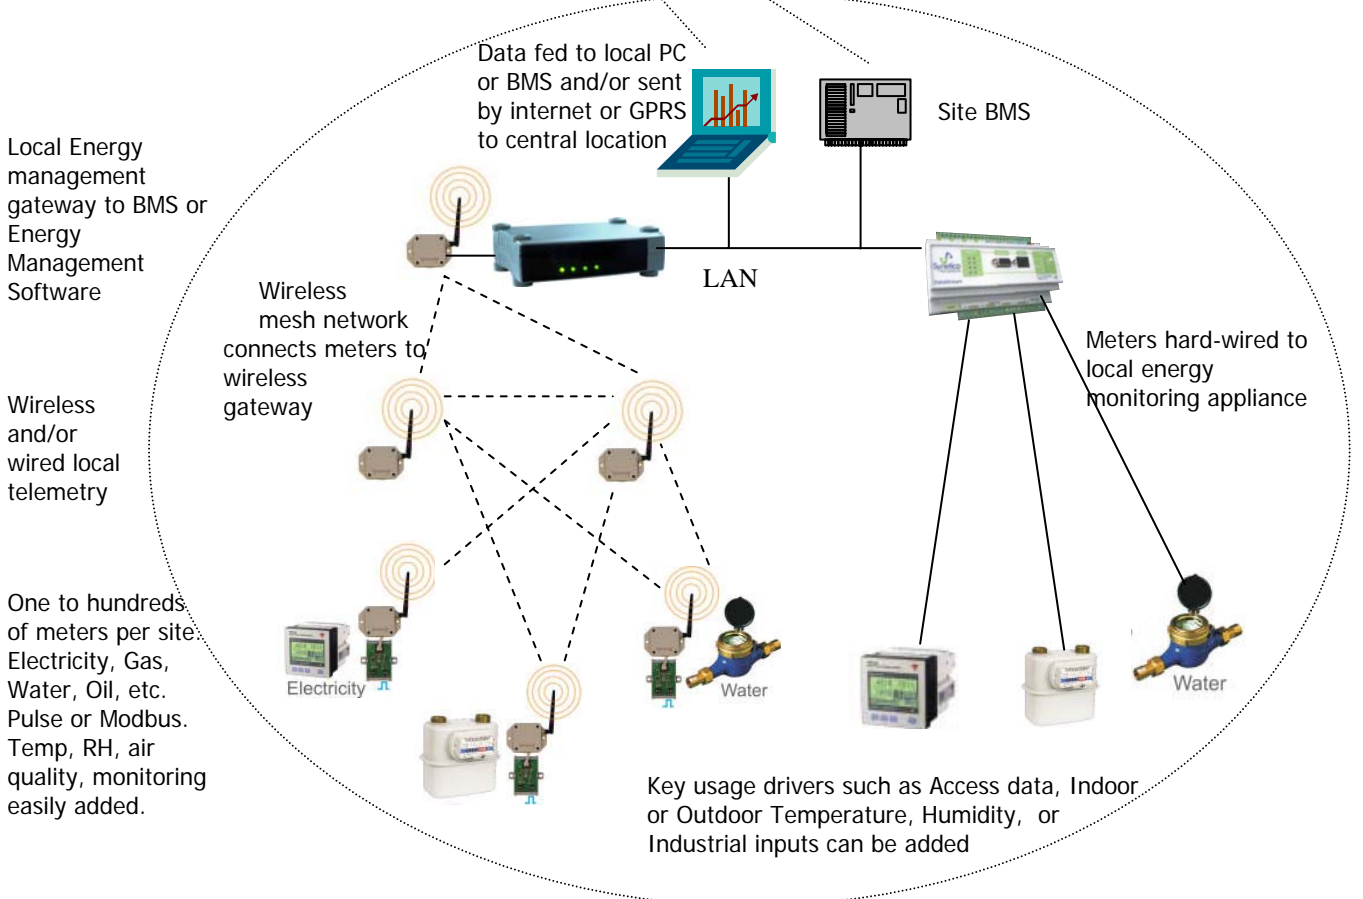 Data fed to local PC
or BMS and/or sent
by internet or GPRS
to central location
Site BMS
Local Energy
management
gateway to BMS or
Energy
Management
Software
LAN
Wireless
mesh network
connects meters to
wireless
gateway
Meters hard-wired to
local energy
monitoring appliance
Wireless
and/or
wired local
telemetry
One to hundreds
of meters per site.
Electricity, Gas,
Water, Oil, etc.
Pulse or Modbus.
Temp, RH, air
quality, monitoring
easily added.
Electricity
Water
Water
Key usage drivers such as Access data, Indoor
or Outdoor Temperature, Humidity, or
Industrial inputs can be added